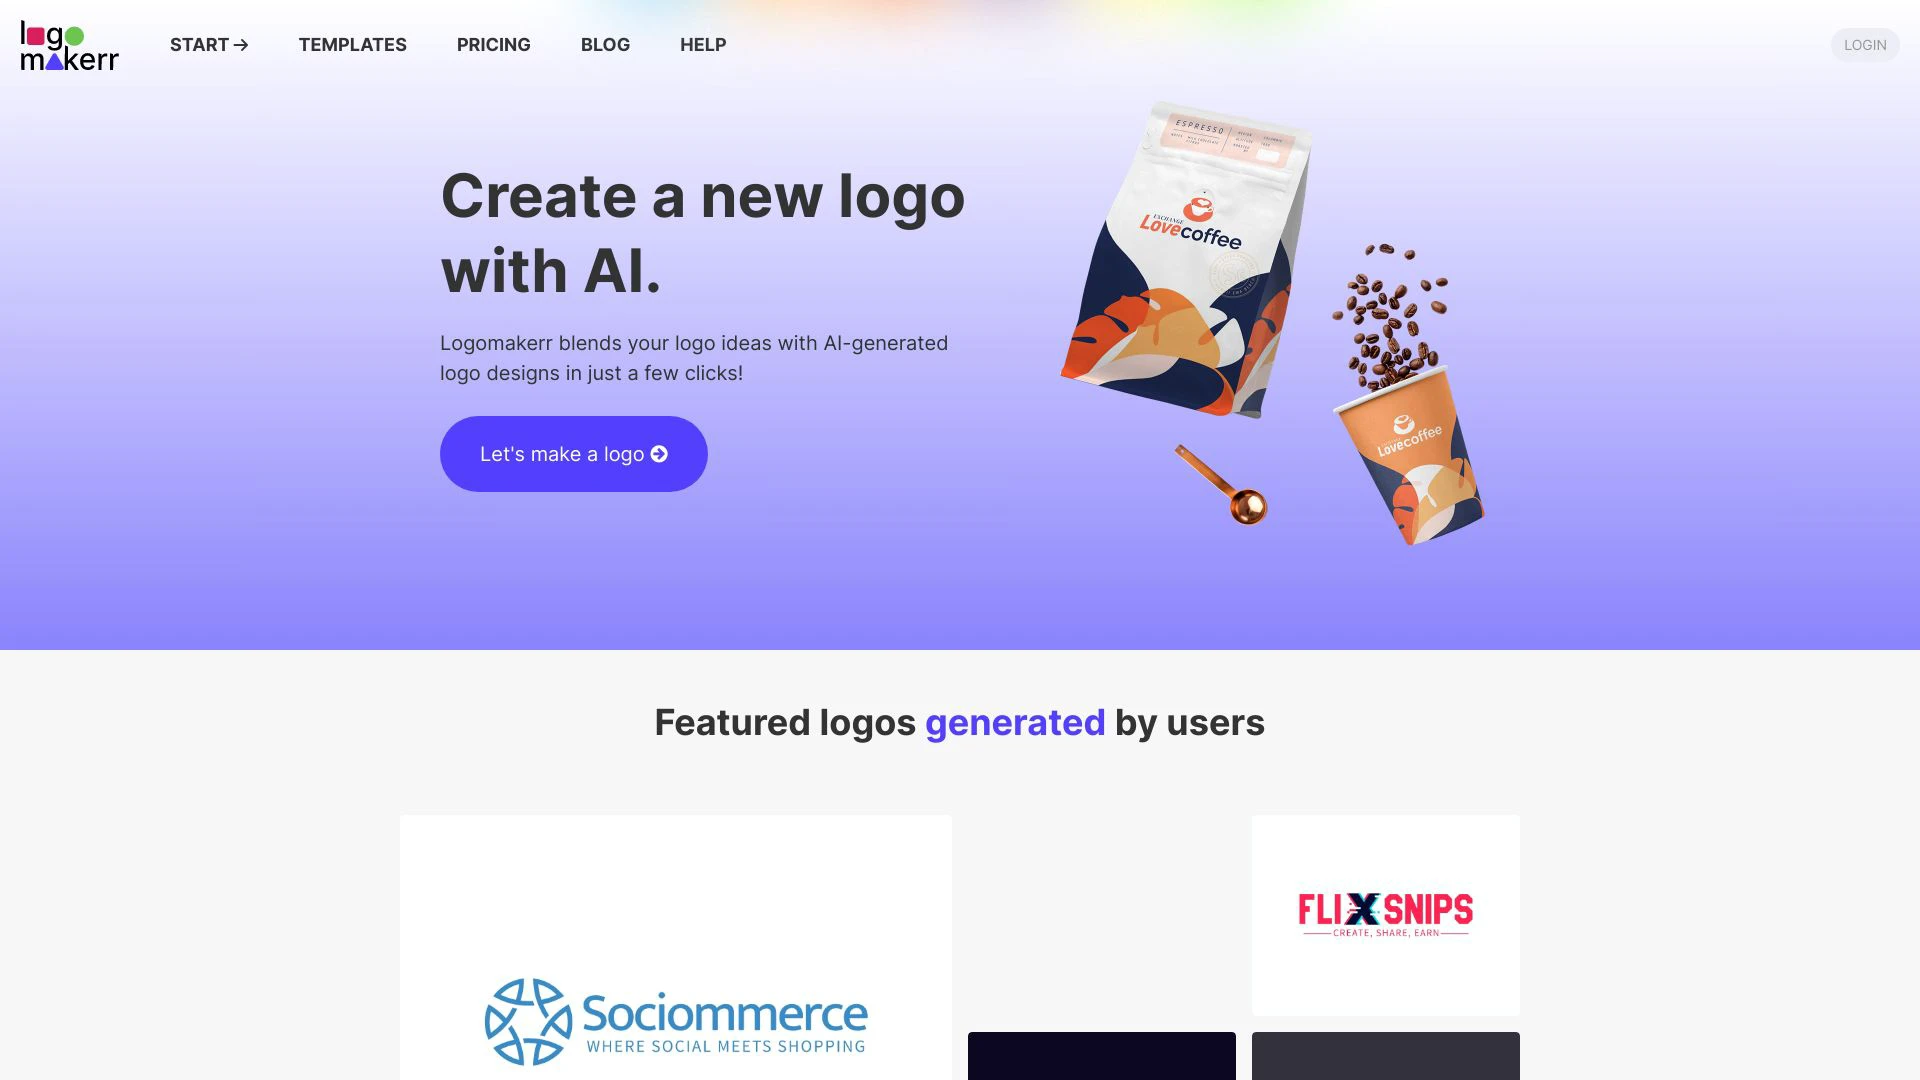 logo
makerr
START →
TEMPLATES
PRICING
BLOG
HELP
LOGIN
Create a new logo
with AI.
Logomakerr blends your logo ideas with AI-generated
logo designs in just a few clicks!
Let's make a logo
ESPRESSO
EXCHANGE
Lovecoffee
Lovecoffee
Featured logos generated by users
Sociommerce
WHERE SOCIAL MEETS SHOPPING
FLIXSNIPS
CREATE, SHARE, EARN